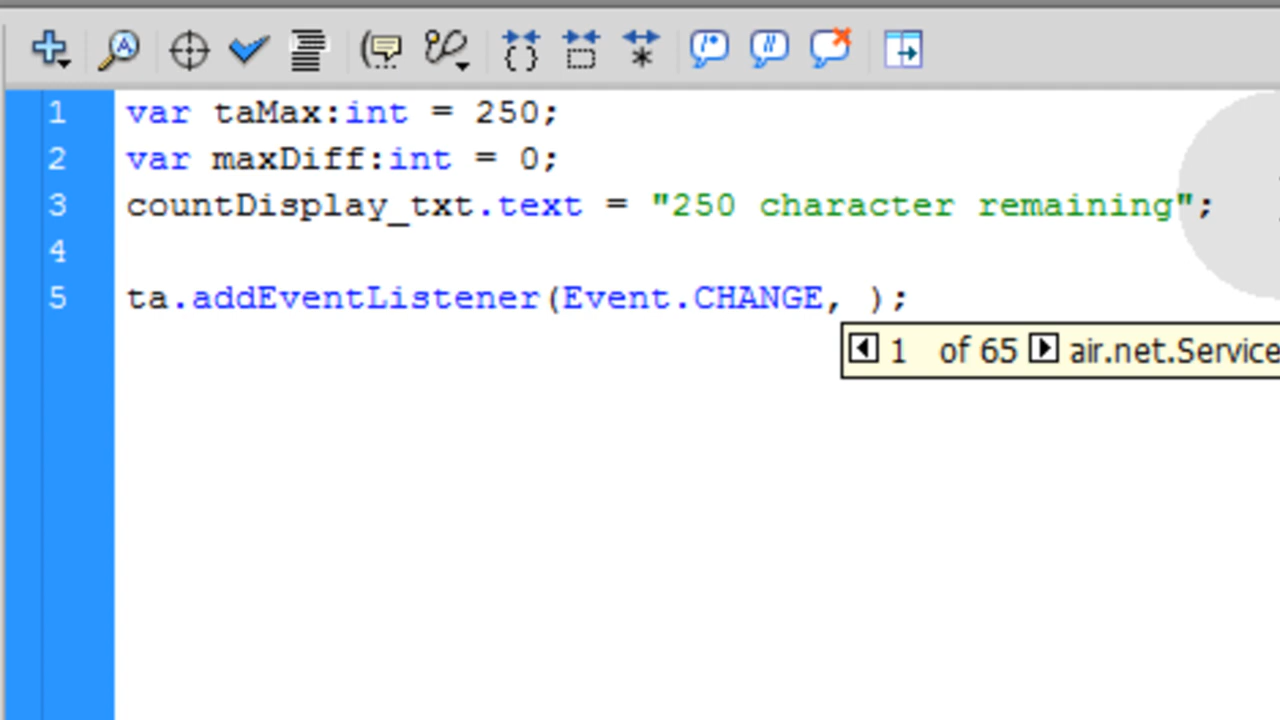 1 var taMax:int = 250;
2 var maxDiff:int = 0;
3 countDisplay_txt.text = "250 character remaining";
4
5 ta.addEventListener(Event.CHANGE, );
1 of 65 air.net.Service